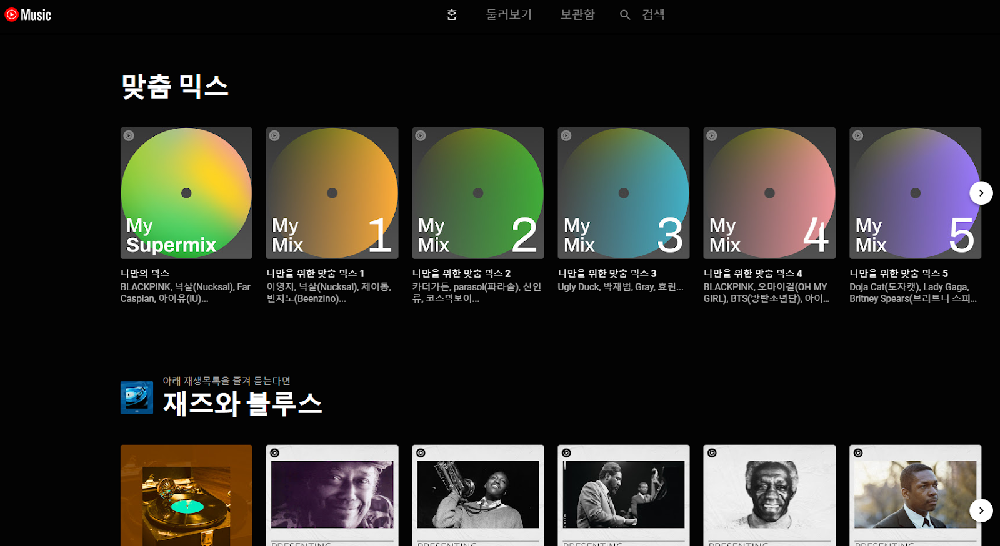 Music
홈 둘러보기 보관함 검색
맞춤 믹스
My
Supermix
My
Mix 1
My
Mix 2
My
Mix 3
My
Mix 4
My
Mix 5
나만의 믹스
BLACKPINK, 넉살(Nucksal), Far
Caspian, 아이유(IU)...
나만을 위한 맞춤 믹스 1
이영지, 넉살(Nucksal), 제이통,
빈지노(Beenzino)...
나만을 위한 맞춤 믹스 2
카더가든, parasol(파라솔), 신인
류, 코스믹보이...
나만을 위한 맞춤 믹스 3
Ugly Duck, 박재범, Gray, 효린...
나만을 위한 맞춤 믹스 4
BLACKPINK, 오마이걸(OH MY
GIRL), BTS(방탄소년단), 아이...
나만을 위한 맞춤 믹스 5
Doja Cat(도자캣), Lady Gaga,
Britney Spears(브리트니 스피...
아래 재생목록을 즐겨 듣는다면
재즈와 블루스
PRESENTING
PRESENTING
PRESENTING
PRESENTING
PRESENTING